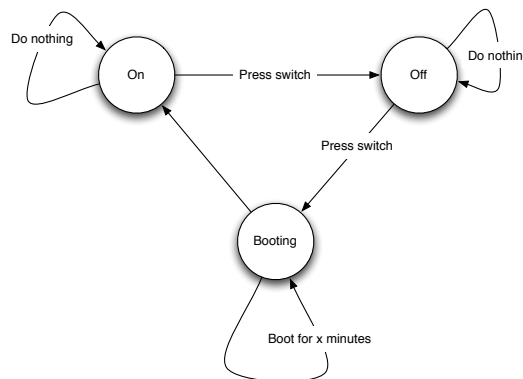 Do nothing
On
Press switch
Off
Do nothin
Press switch
Booting
Boot for x minutes